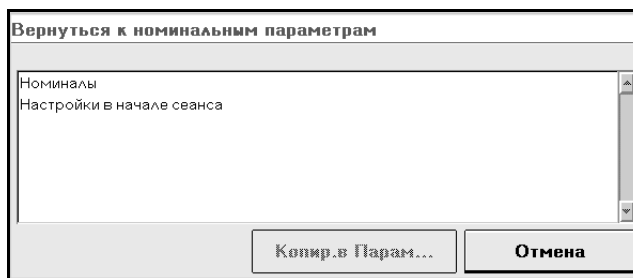 Вернуться к номинальным параметрам
Номиналы
Настройки в начале сеанса
Копир.в Парам...
Отмена